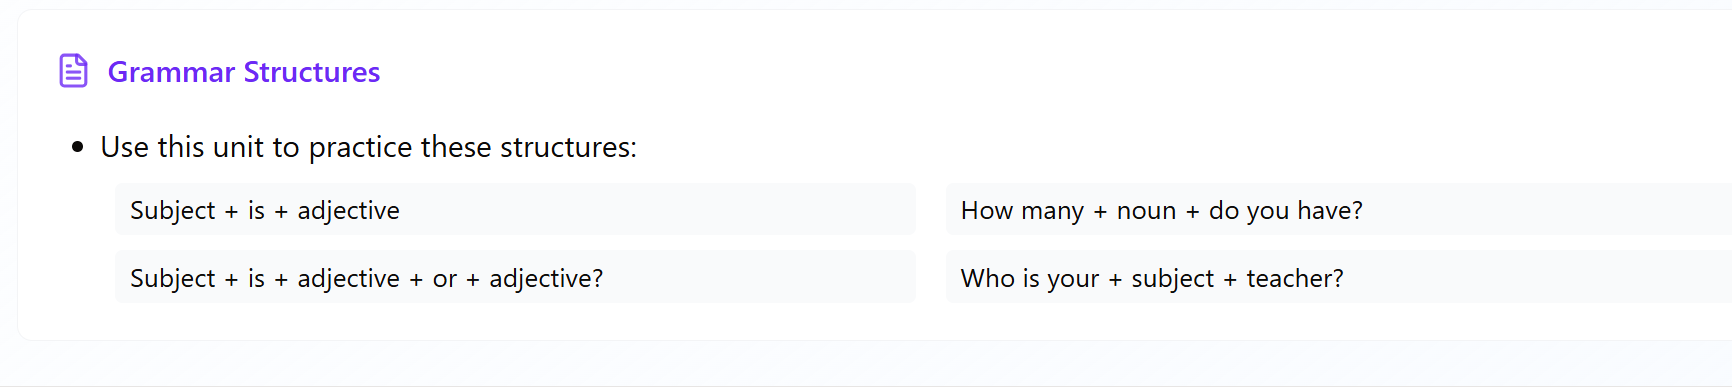 Grammar Structures
Use this unit to practice these structures:
Subject + is + adjective
How many + noun + do you have?
Subject + is + adjective + or + adjective?
Who is your + subject + teacher?